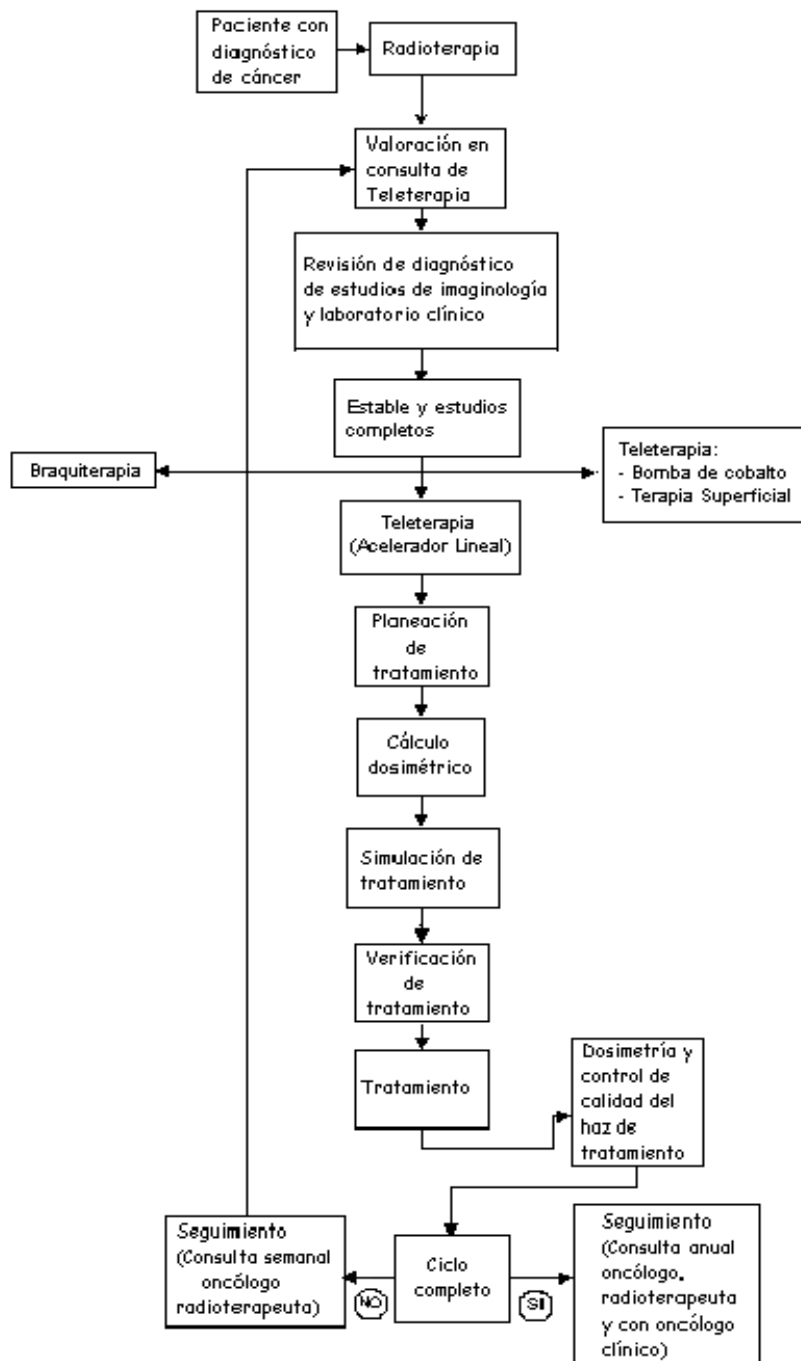 Paciente con
diagnóstico
de cáncer
Radioterapia
Valoración en
consulta de
Teleterapia
Revisión de diagnóstico
de estudios de imaginología
y laboratorio clínico
Estable y estudios
completos
Braquiterapia
Teleterapia:
- Bomba de cobalto
- Terapia Superficial
Teleterapia
(Acelerador Lineal)
Planeación
de
tratamiento
Cálculo
dosimétrico
Simulación de
tratamiento
Verificación
de
tratamiento
Tratamiento
Dosimetría y
control de
calidad del
haz de
tratamiento
Seguimiento
(Consulta semanal
oncólogo
radioterapeuta)
NO
Ciclo
completo
SI
Seguimiento
(Consulta anual
oncólogo,
radioterapeuta
y con oncólogo
clínico)